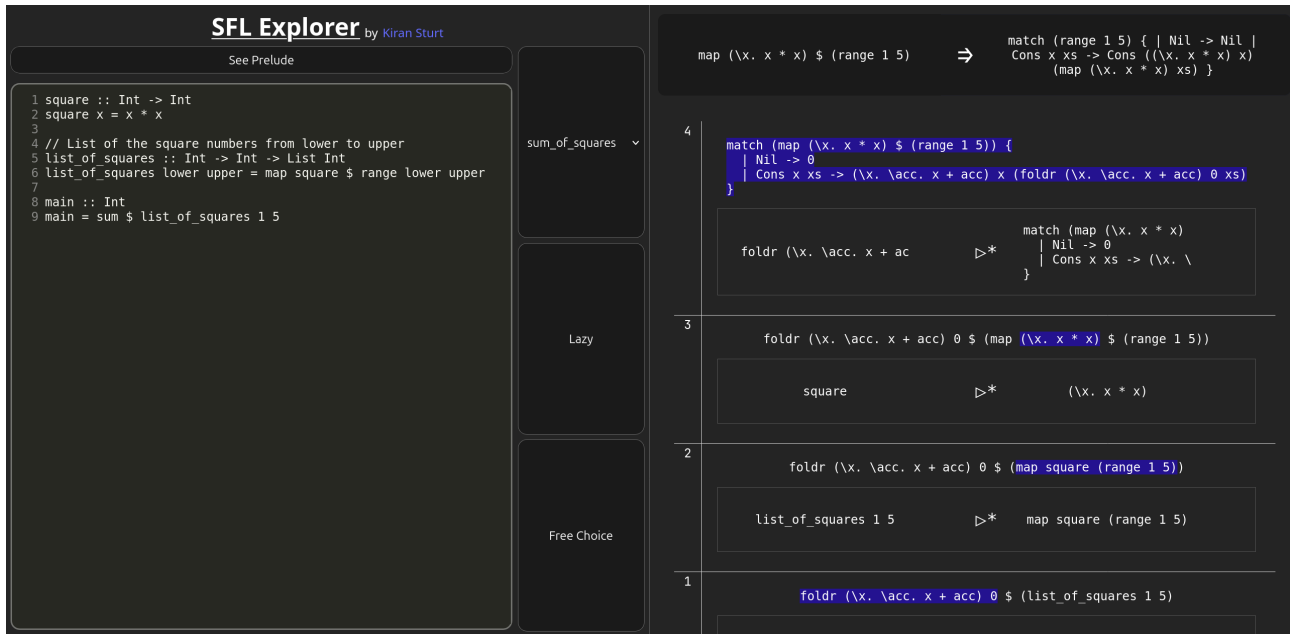 SFL Explorer by Kiran Sturt
See Prelude
1 square :: Int -> Int
2 square x = x * x
3
4 // List of the square numbers from lower to upper
5 list_of_squares :: Int -> Int -> List Int
6 list_of_squares lower upper = map square $ range lower upper
7
8 main :: Int
9 main = sum $ list_of_squares 1 5
sum_of_squares
Lazy
Free Choice
map (\x. x * x) $ (range 1 5)
⇒
match (range 1 5) { | Nil -> Nil |
Cons x xs -> Cons ((\x. x * x) x)
(map (\x. x * x) xs) }
4
match (map (\x. x * x) $ (range 1 5)) {
| Nil -> 0
| Cons x xs -> (\x. \acc. x + acc) x (foldr (\x. \acc. x + acc) 0 xs)
}
foldr (\x. \acc. x + ac
▷*
match (map (\x. x * x)
| Nil -> 0
| Cons x xs -> (\x. \
}
3
foldr (\x. \acc. x + acc) 0 $ (map (\x. x * x) $ (range 1 5))
square ▷* (\x. x * x)
2
foldr (\x. \acc. x + acc) 0 $ (map square (range 1 5))
list_of_squares 1 5 ▷* map square (range 1 5)
1
foldr (\x. \acc. x + acc) 0 $ (list_of_squares 1 5)